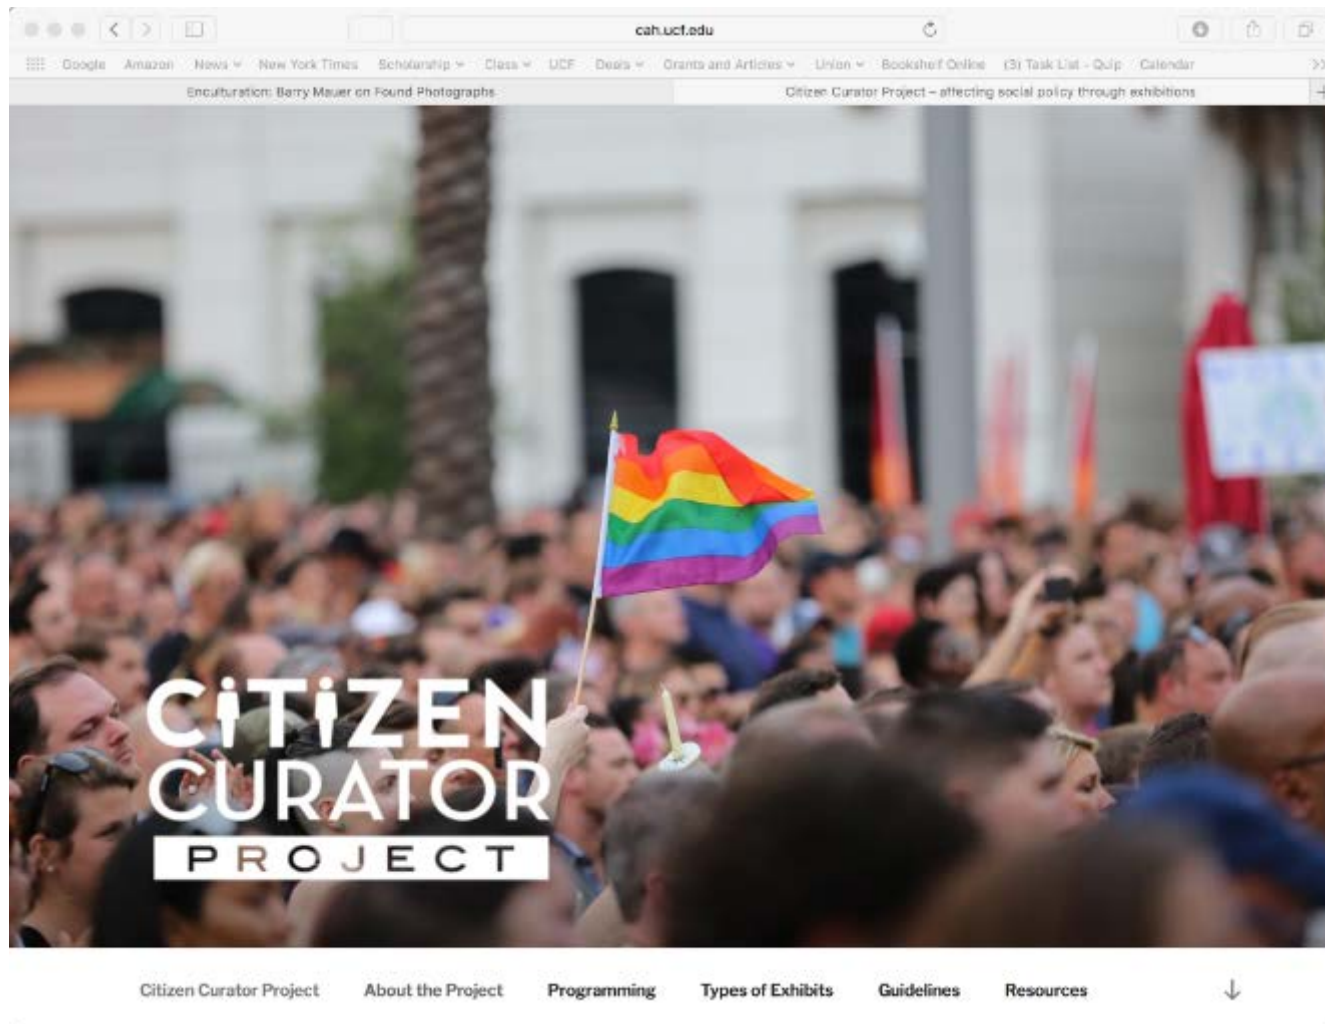 cah.ucf.edu
Google Amazon News New York Times Scholarship Class UCF Deals Grants and Articles Union Bookshelf Online (3) Task List - Quip Calendar
Enculturation: Barry Mauer on Found Photographs Citizen Curator Project – affecting social policy through exhibitions
CiTiZEN
CURATOR
PROJECT
Citizen Curator Project About the Project Programming Types of Exhibits Guidelines Resources